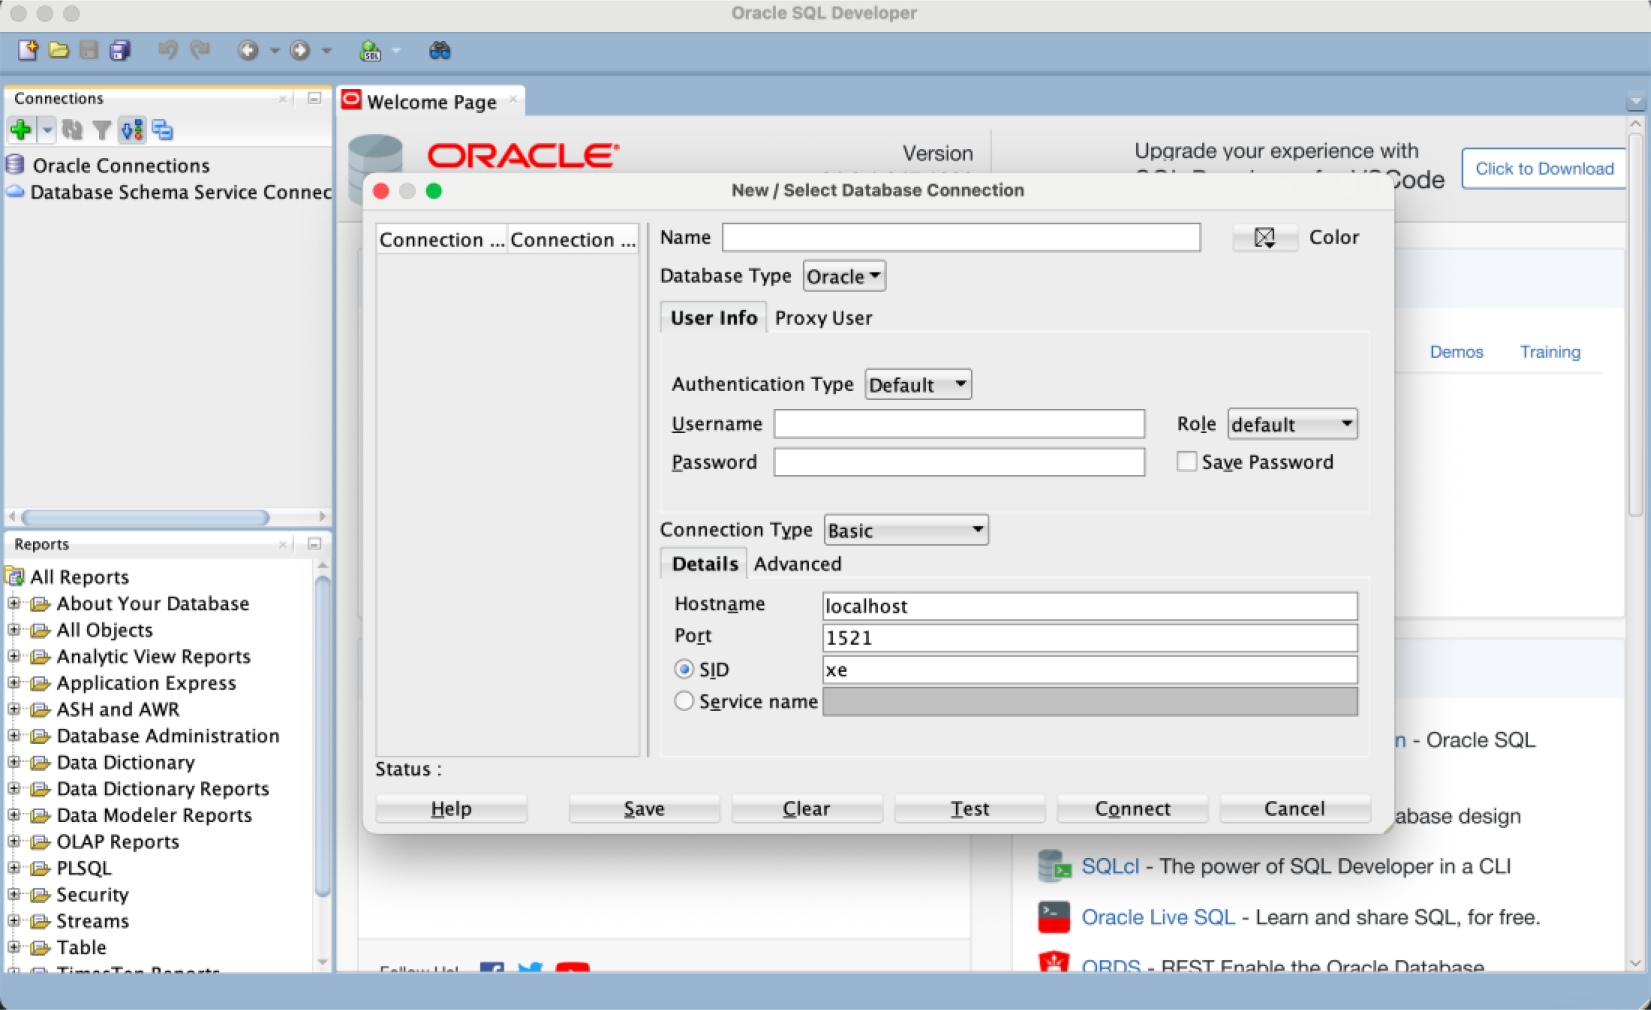 Oracle SQL Developer
SQL
Connections
Welcome Page
Oracle Connections
Database Schema Service Connec
ORACLE
Version
Upgrade your experience with
Code
Click to Download
New / Select Database Connection
Connection ... Connection ...
Name
Color
Database Type Oracle
User Info Proxy User
Demos Training
Authentication Type Default
Username
Role default
Password
Save Password
Connection Type Basic
Details Advanced
Hostname localhost
Port 1521
SID xe
Service name
Status :
Help Save Clear Test Connect Cancel
Reports
All Reports
About Your Database
All Objects
Analytic View Reports
Application Express
ASH and AWR
Database Administration
Data Dictionary
Data Dictionary Reports
Data Modeler Reports
OLAP Reports
PLSQL
Security
Streams
Table
TimesTen Reports
n - Oracle SQL
abase design
SQLcl - The power of SQL Developer in a CLI
Oracle Live SQL - Learn and share SQL, for free.
ORDS - REST Enable the Oracle Database
Follow Us!